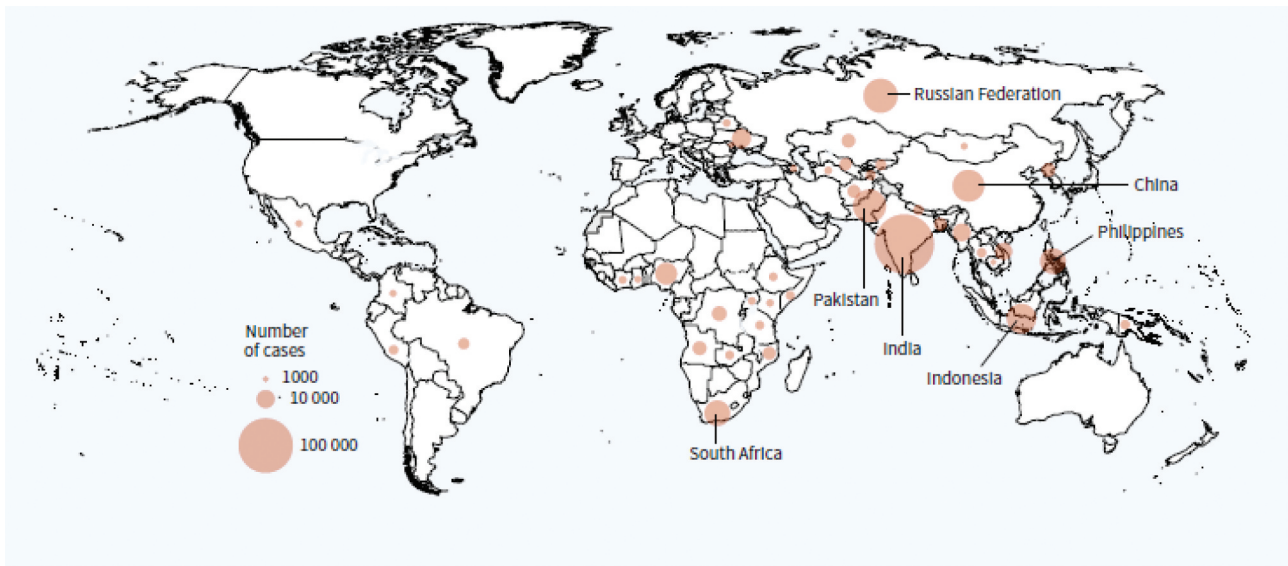 Russian Federation
China
Philippines
Pakistan
India
Indonesia
South Africa
Number
of cases
1000
10 000
100 000